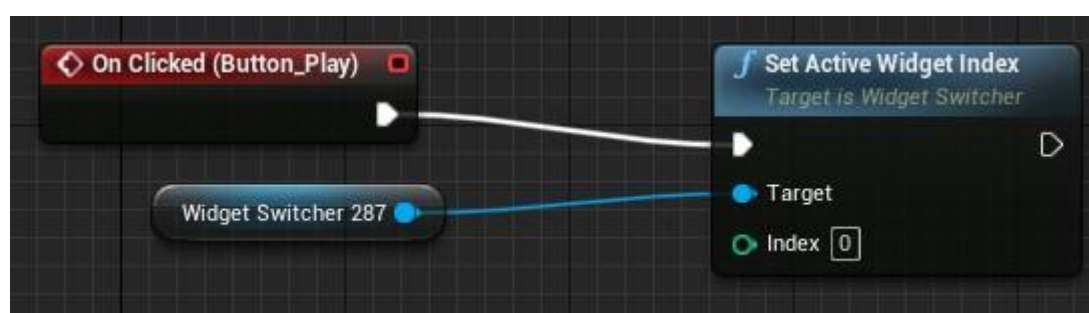 On Clicked (Button_Play)
Set Active Widget Index
Target is Widget Switcher
Widget Switcher 287
Target
Index 0